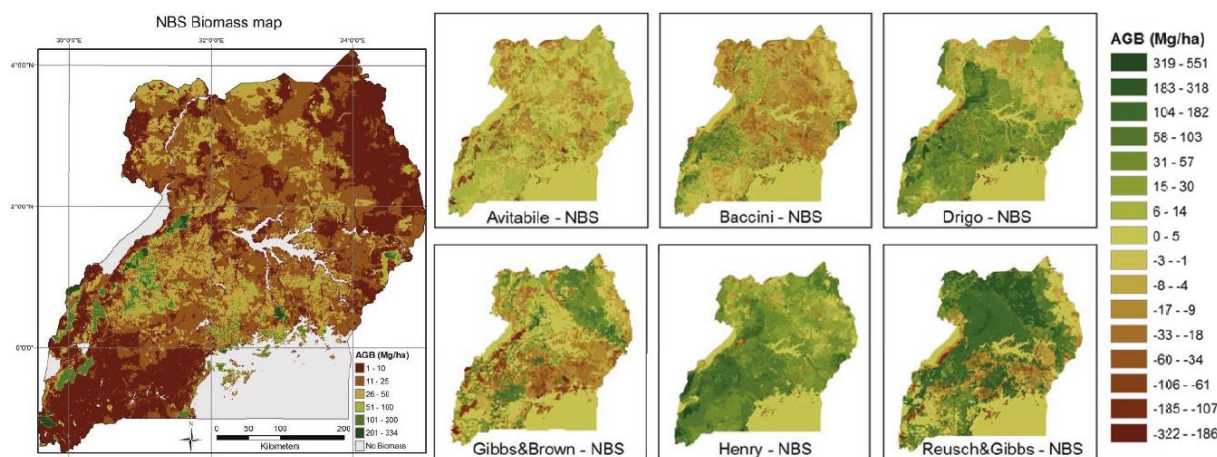 NBS Biomass map
30°0'0"E 32°0'0"E 34°0'0"E
4°0'0"N
2°0'0"N
0°0'0"N
AGB (Mg/ha)
1 - 10
11 - 25
26 - 50
51 - 100
101 - 200
201 - 334
No Biomass
N
0 50 100 200
Kilometers
Avitabile - NBS
Baccini - NBS
Drigo - NBS
Gibbs&Brown - NBS
Henry - NBS
Reusch&Gibbs - NBS
AGB (Mg/ha)
319 - 551
183 - 318
104 - 182
58 - 103
31 - 57
15 - 30
6 - 14
0 - 5
-3 - -1
-8 - -4
-17 - -9
-33 - -18
-60 - -34
-106 - -61
-185 - -107
-322 - -186